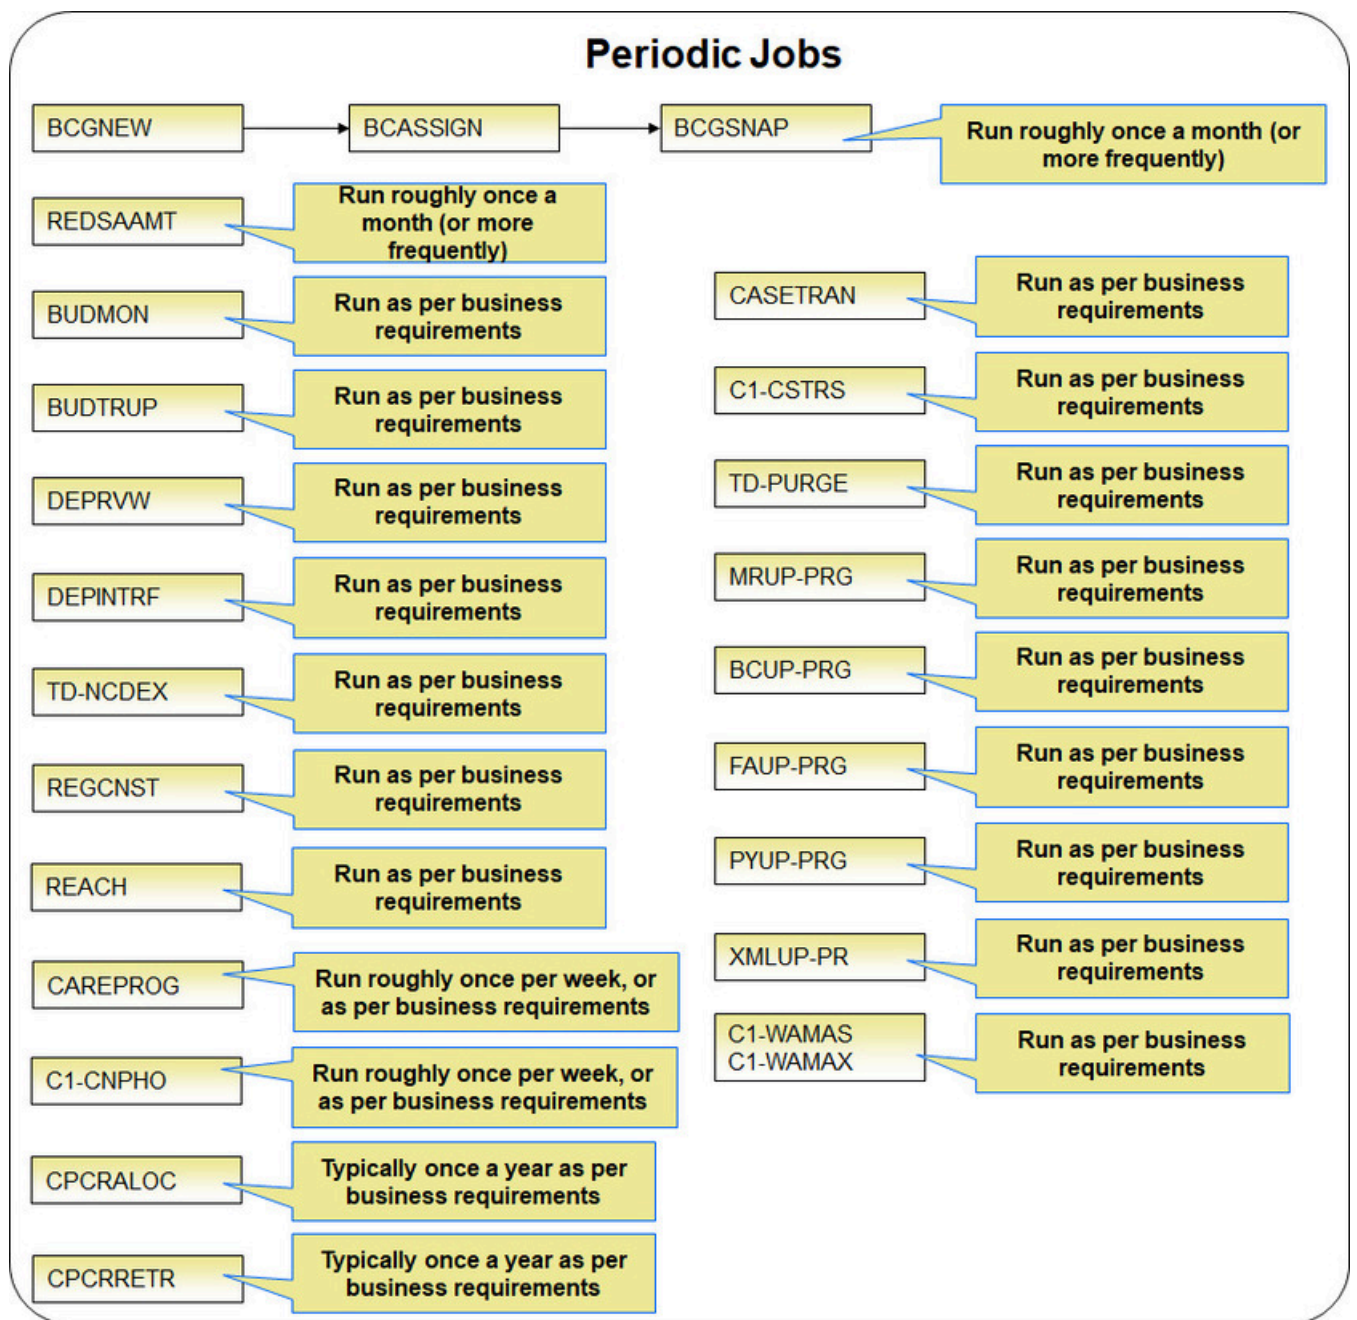 Periodic Jobs
BCGNEW
BCASSIGN
BCGSNAP
Run roughly once a month (or
more frequently)
REDSAAMT
Run roughly once a
month (or more
frequently)
BUDMON
Run as per business
requirements
BUDTRUP
Run as per business
requirements
DEPRVW
Run as per business
requirements
DEPINTRF
Run as per business
requirements
TD-NCDEX
Run as per business
requirements
REGCNST
Run as per business
requirements
REACH
Run as per business
requirements
CAREPROG
Run roughly once per week, or
as per business requirements
C1-CNPHO
Run roughly once per week, or
as per business requirements
CPCRALOC
Typically once a year as per
business requirements
CPCRRETR
Typically once a year as per
business requirements
CASETRAN
Run as per business
requirements
C1-CSTRS
Run as per business
requirements
TD-PURGE
Run as per business
requirements
MRUP-PRG
Run as per business
requirements
BCUP-PRG
Run as per business
requirements
FAUP-PRG
Run as per business
requirements
PYUP-PRG
Run as per business
requirements
XMLUP-PR
Run as per business
requirements
C1-WAMAS
C1-WAMAX
Run as per business
requirements